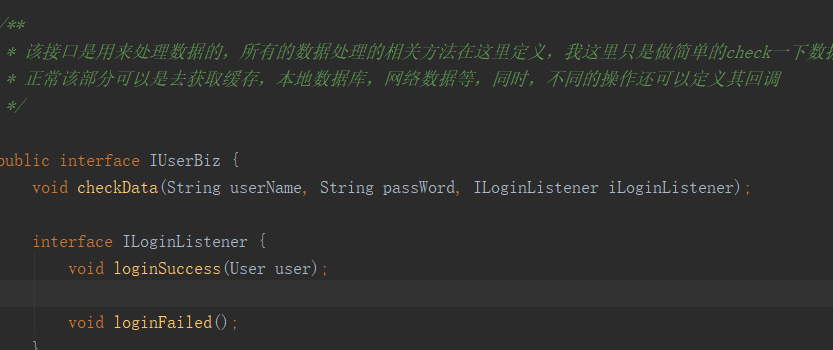 /**
* 该接口是用来处理数据的，所有的数据处理的相关方法在这里定义，我这里只是做简单的check一下数据
* 正常该部分可以是去获取缓存，本地数据库，网络数据等，同时，不同的操作还可以定义其回调
*/
public interface IUserBiz {
void checkData(String userName, String passWord, ILoginListener iLoginListener);
interface ILoginListener {
void loginSuccess(User user);
void loginFailed();
}